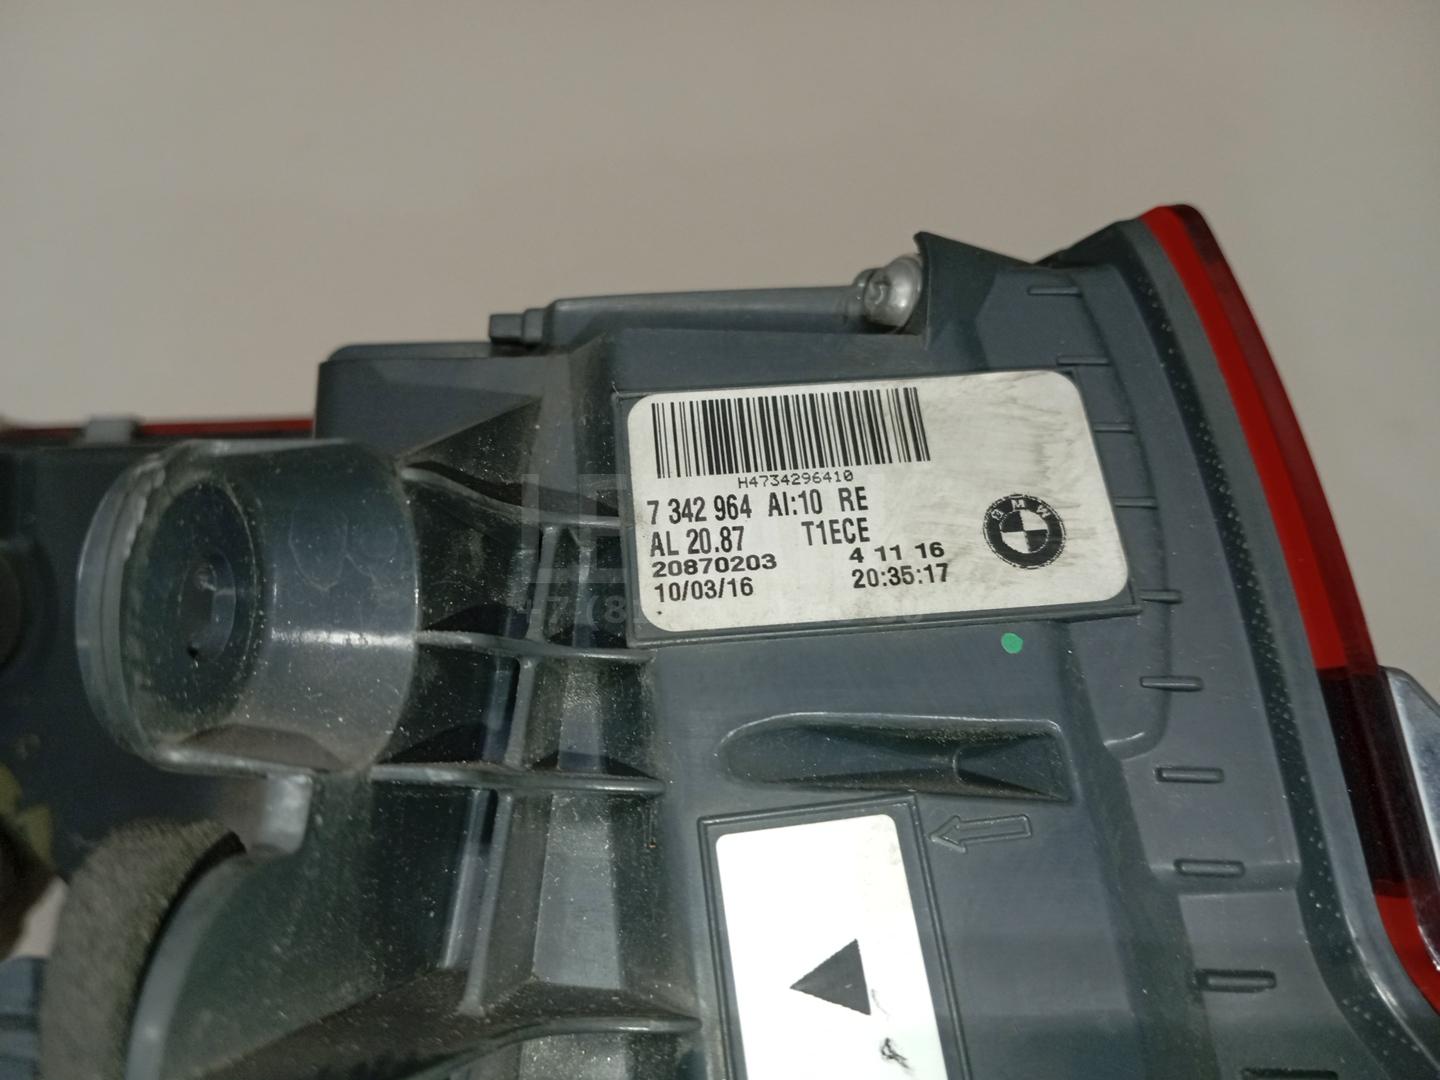 H4734296410
7 342 964 AI:10 RE
AL 20.87 T1ECE
20870203 4 11 16
10/03/16 20:35:17
BMW